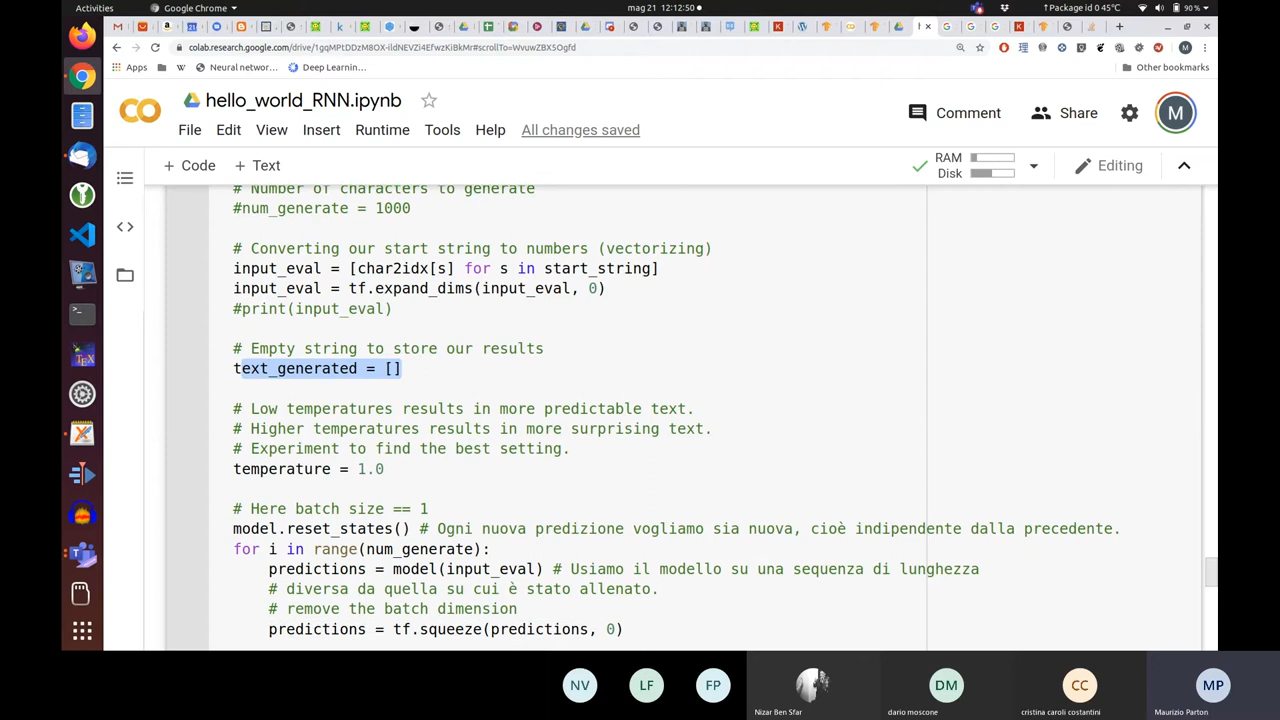 Activities
Google Chrome
mag 21 12:12:50
Package id 0 45°C
90 %
colab.research.google.com/drive/1gqMPtDDzM8OX-ildNEVZi4EfwzKiBkMr#scrollTo=WvuwZBX5Ogfd
Apps
Neural networ...
Deep Learnin...
Other bookmarks
hello_world_RNN.ipynb
Comment
Share
M
File Edit View Insert Runtime Tools Help All changes saved
+ Code + Text
RAM
Disk
Editing
# Number of characters to generate
#num_generate = 1000
# Converting our start string to numbers (vectorizing)
input_eval = [char2idx[s] for s in start_string]
input_eval = tf.expand_dims(input_eval, 0)
#print(input_eval)
# Empty string to store our results
text_generated = []
# Low temperatures results in more predictable text.
# Higher temperatures results in more surprising text.
# Experiment to find the best setting.
temperature = 1.0
# Here batch size == 1
model.reset_states() # Ogni nuova predizione vogliamo sia nuova, cioè indipendente dalla precedente.
for i in range(num_generate):
predictions = model(input_eval) # Usiamo il modello su una sequenza di lunghezza
# diversa da quella su cui è stato allenato.
# remove the batch dimension
predictions = tf.squeeze(predictions, 0)
NV
LF
FP
DM
CC
MP
Nizar Ben Sfar
dario moscone
cristina caroli costantini
Maurizio Parton